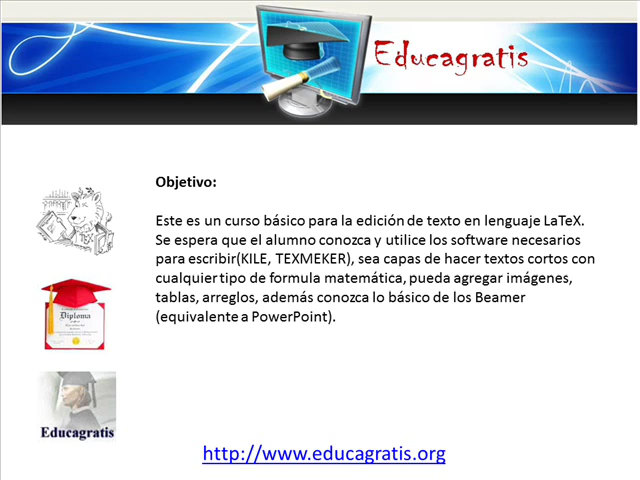 Educagratis
Objetivo:
Este es un curso básico para la edición de texto en lenguaje LaTeX.
Se espera que el alumno conozca y utilice los software necesarios
para escribir(KILE, TEXMEKER), sea capas de hacer textos cortos con
cualquier tipo de formula matemática, pueda agregar imágenes,
tablas, arreglos, además conozca lo básico de los Beamer
(equivalente a PowerPoint).
Diploma
Educagratis
http://www.educagratis.org